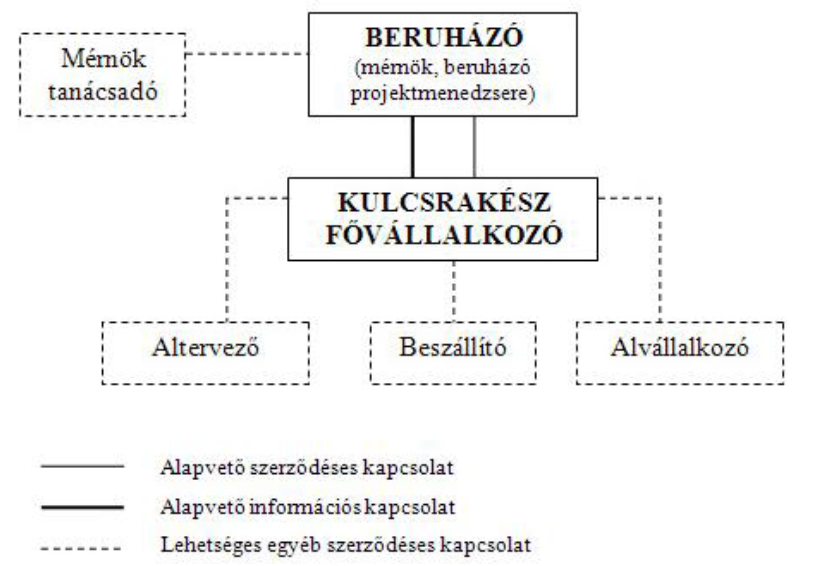 BERUHÁZÓ
(mérnök, beruházó
projektmenedzsere)
Mérnök
tanácsadó
KULCSRAKÉSZ
FŐVÁLLALKOZÓ
Altervező
Beszállító
Alvállalkozó
Alapvető szerződéses kapcsolat
Alapvető információs kapcsolat
Lehetséges egyéb szerződéses kapcsolat